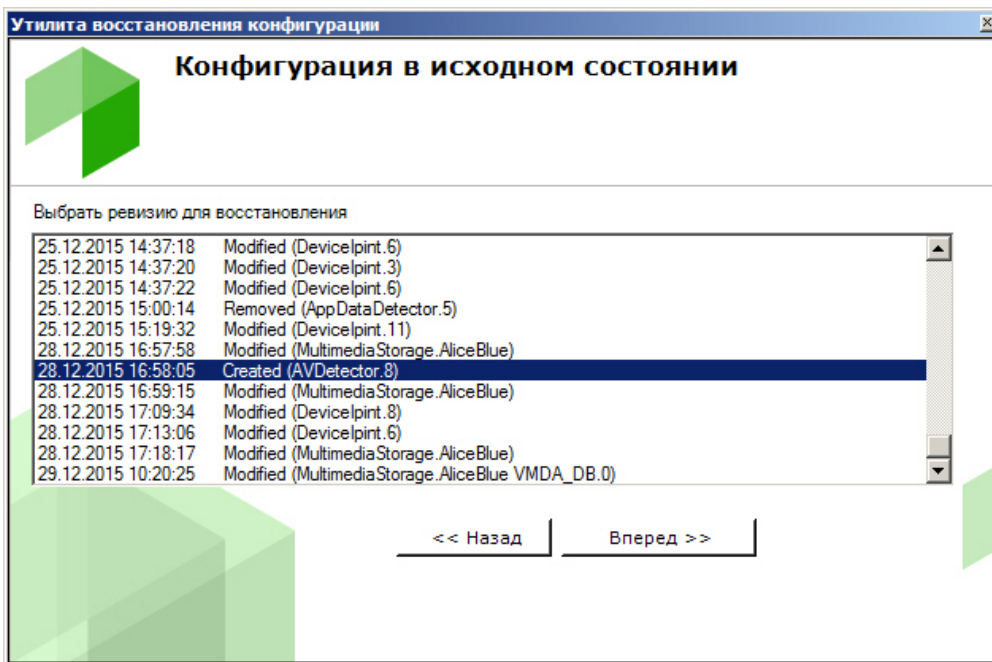 Утилита восстановления конфигурации
Конфигурация в исходном состоянии
Выбрать ревизию для восстановления
25.12.2015 14:37:18 Modified (DeviceIpint.6)
25.12.2015 14:37:20 Modified (DeviceIpint.3)
25.12.2015 14:37:22 Modified (DeviceIpint.6)
25.12.2015 15:00:14 Removed (AppDataDetector.5)
25.12.2015 15:19:32 Modified (DeviceIpint.11)
28.12.2015 16:57:58 Modified (MultimediaStorage.AliceBlue)
28.12.2015 16:58:05 Created (AVDetector.8)
28.12.2015 16:59:15 Modified (MultimediaStorage.AliceBlue)
28.12.2015 17:09:34 Modified (DeviceIpint.8)
28.12.2015 17:13:06 Modified (DeviceIpint.6)
28.12.2015 17:18:17 Modified (MultimediaStorage.AliceBlue)
29.12.2015 10:20:25 Modified (MultimediaStorage.AliceBlue VMDA_DB.0)
<< Назад
Вперед >>